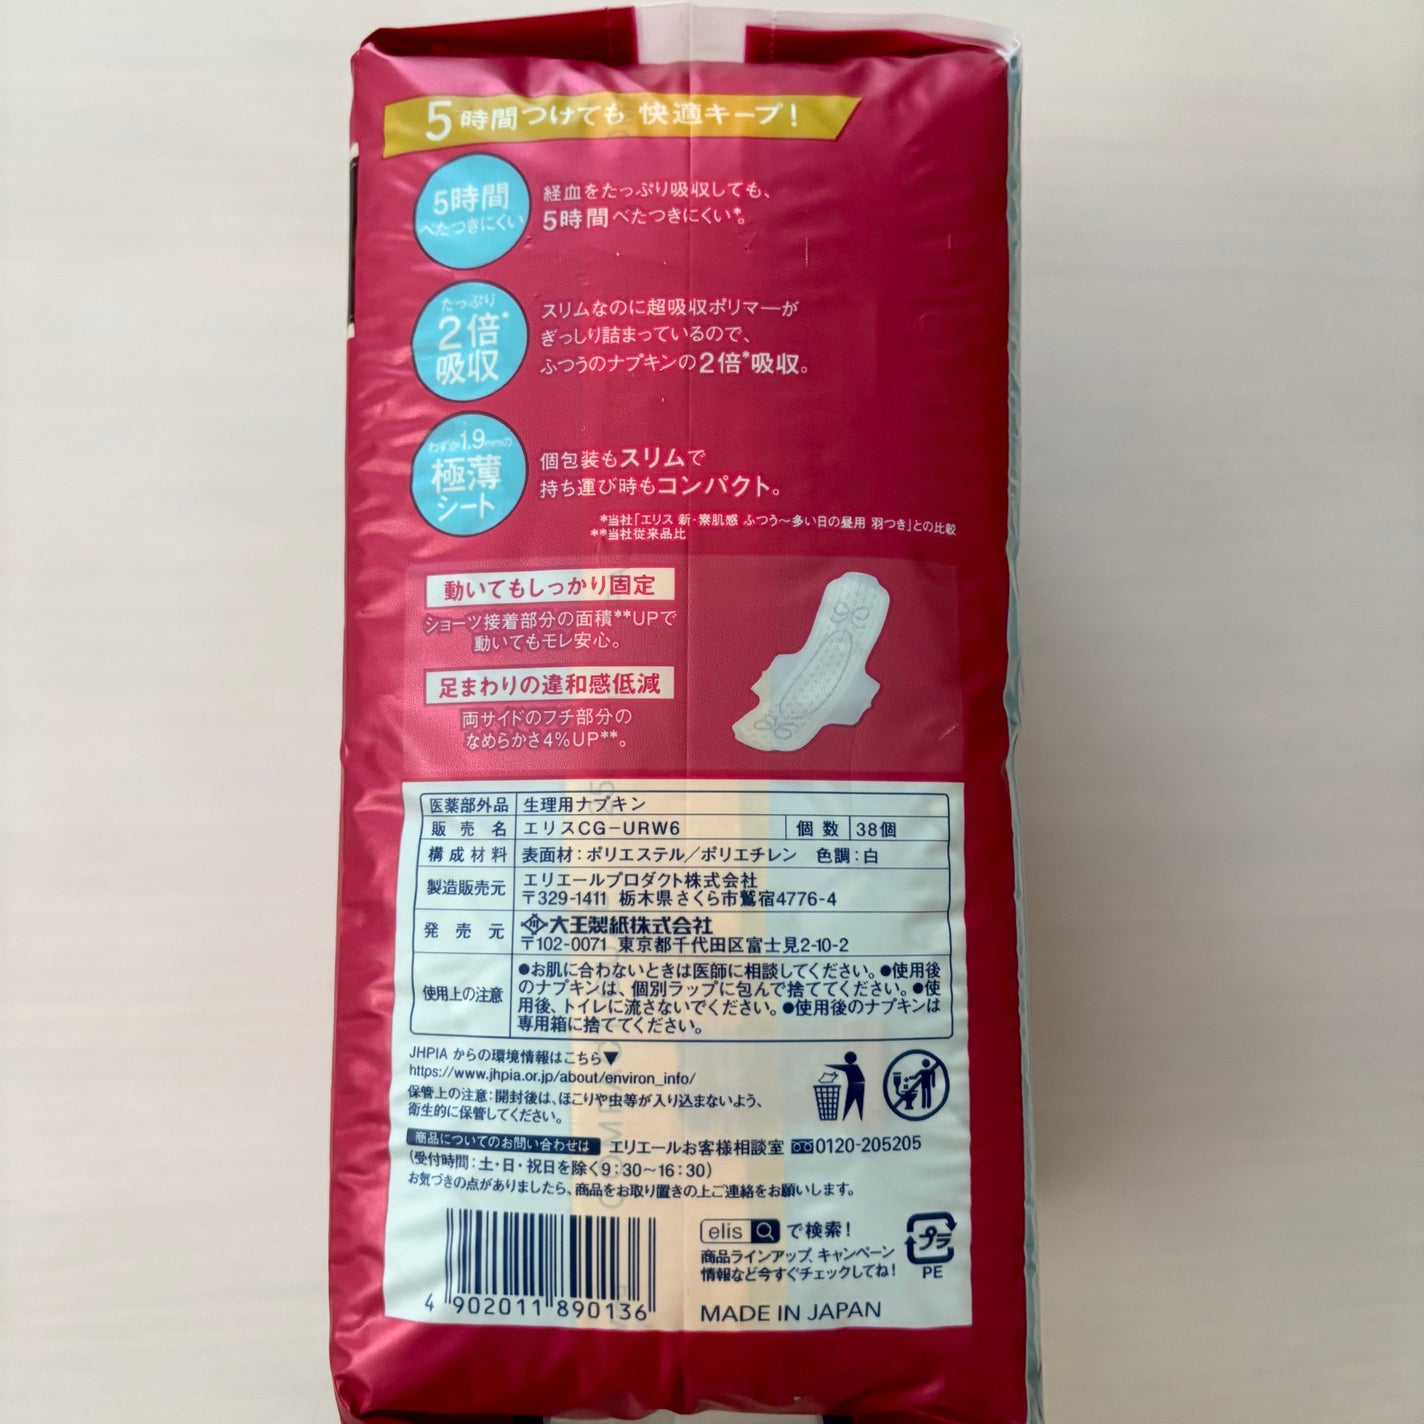 5時間つけても 快適キープ!
5時間
べたつきにくい
経血をたっぷり吸収しても、
5時間べたつきにくい*。
たっぷり
2倍*
吸収
スリムなのに超吸収ポリマーが
ぎっしり詰まっているので、
ふつうのナプキンの2倍*吸収。
わずか1.9mmの
極薄
シート
個包装もスリムで
持ち運び時もコンパクト。
*当社「エリス 新・素肌感 ふつう〜多い日の昼用 羽つき」との比較
**当社従来品比
動いてもしっかり固定
ショーツ接着部分の面積**UPで
動いてもモレ安心。
足まわりの違和感低減
両サイドのフチ部分の
なめらかさ4%UP**。
医薬部外品 生理用ナプキン
販売名 エリスCG-URW6 個数 38個
構成材料 表面材:ポリエステル/ポリエチレン 色調:白
製造販売元 エリエールプロダクト株式会社
〒329-1411 栃木県さくら市鷲宿4776-4
発売元 大王製紙株式会社
〒102-0071 東京都千代田区富士見2-10-2
使用上の注意 ●お肌に合わないときは医師に相談してください。●使用後
のナプキンは、個別ラップに包んで捨ててください。●使
用後、トイレに流さないでください。●使用後のナプキンは
専用箱に捨ててください。
JHPIA からの環境情報はこちら▼
https://www.jhpia.or.jp/about/environ_info/
保管上の注意:開封後は、ほこりや虫等が入り込まないよう、
衛生的に保管してください。
商品についてのお問い合わせは エリエールお客様相談室 0120-205205
(受付時間:土・日・祝日を除く9:30〜16:30)
お気づきの点がありましたら、商品をお取り置きの上ご連絡をお願いします。
4 902011 890136
elis で検索!
商品ラインアップ、キャンペーン
情報など今すぐチェックしてね!
プラ
PE
MADE IN JAPAN